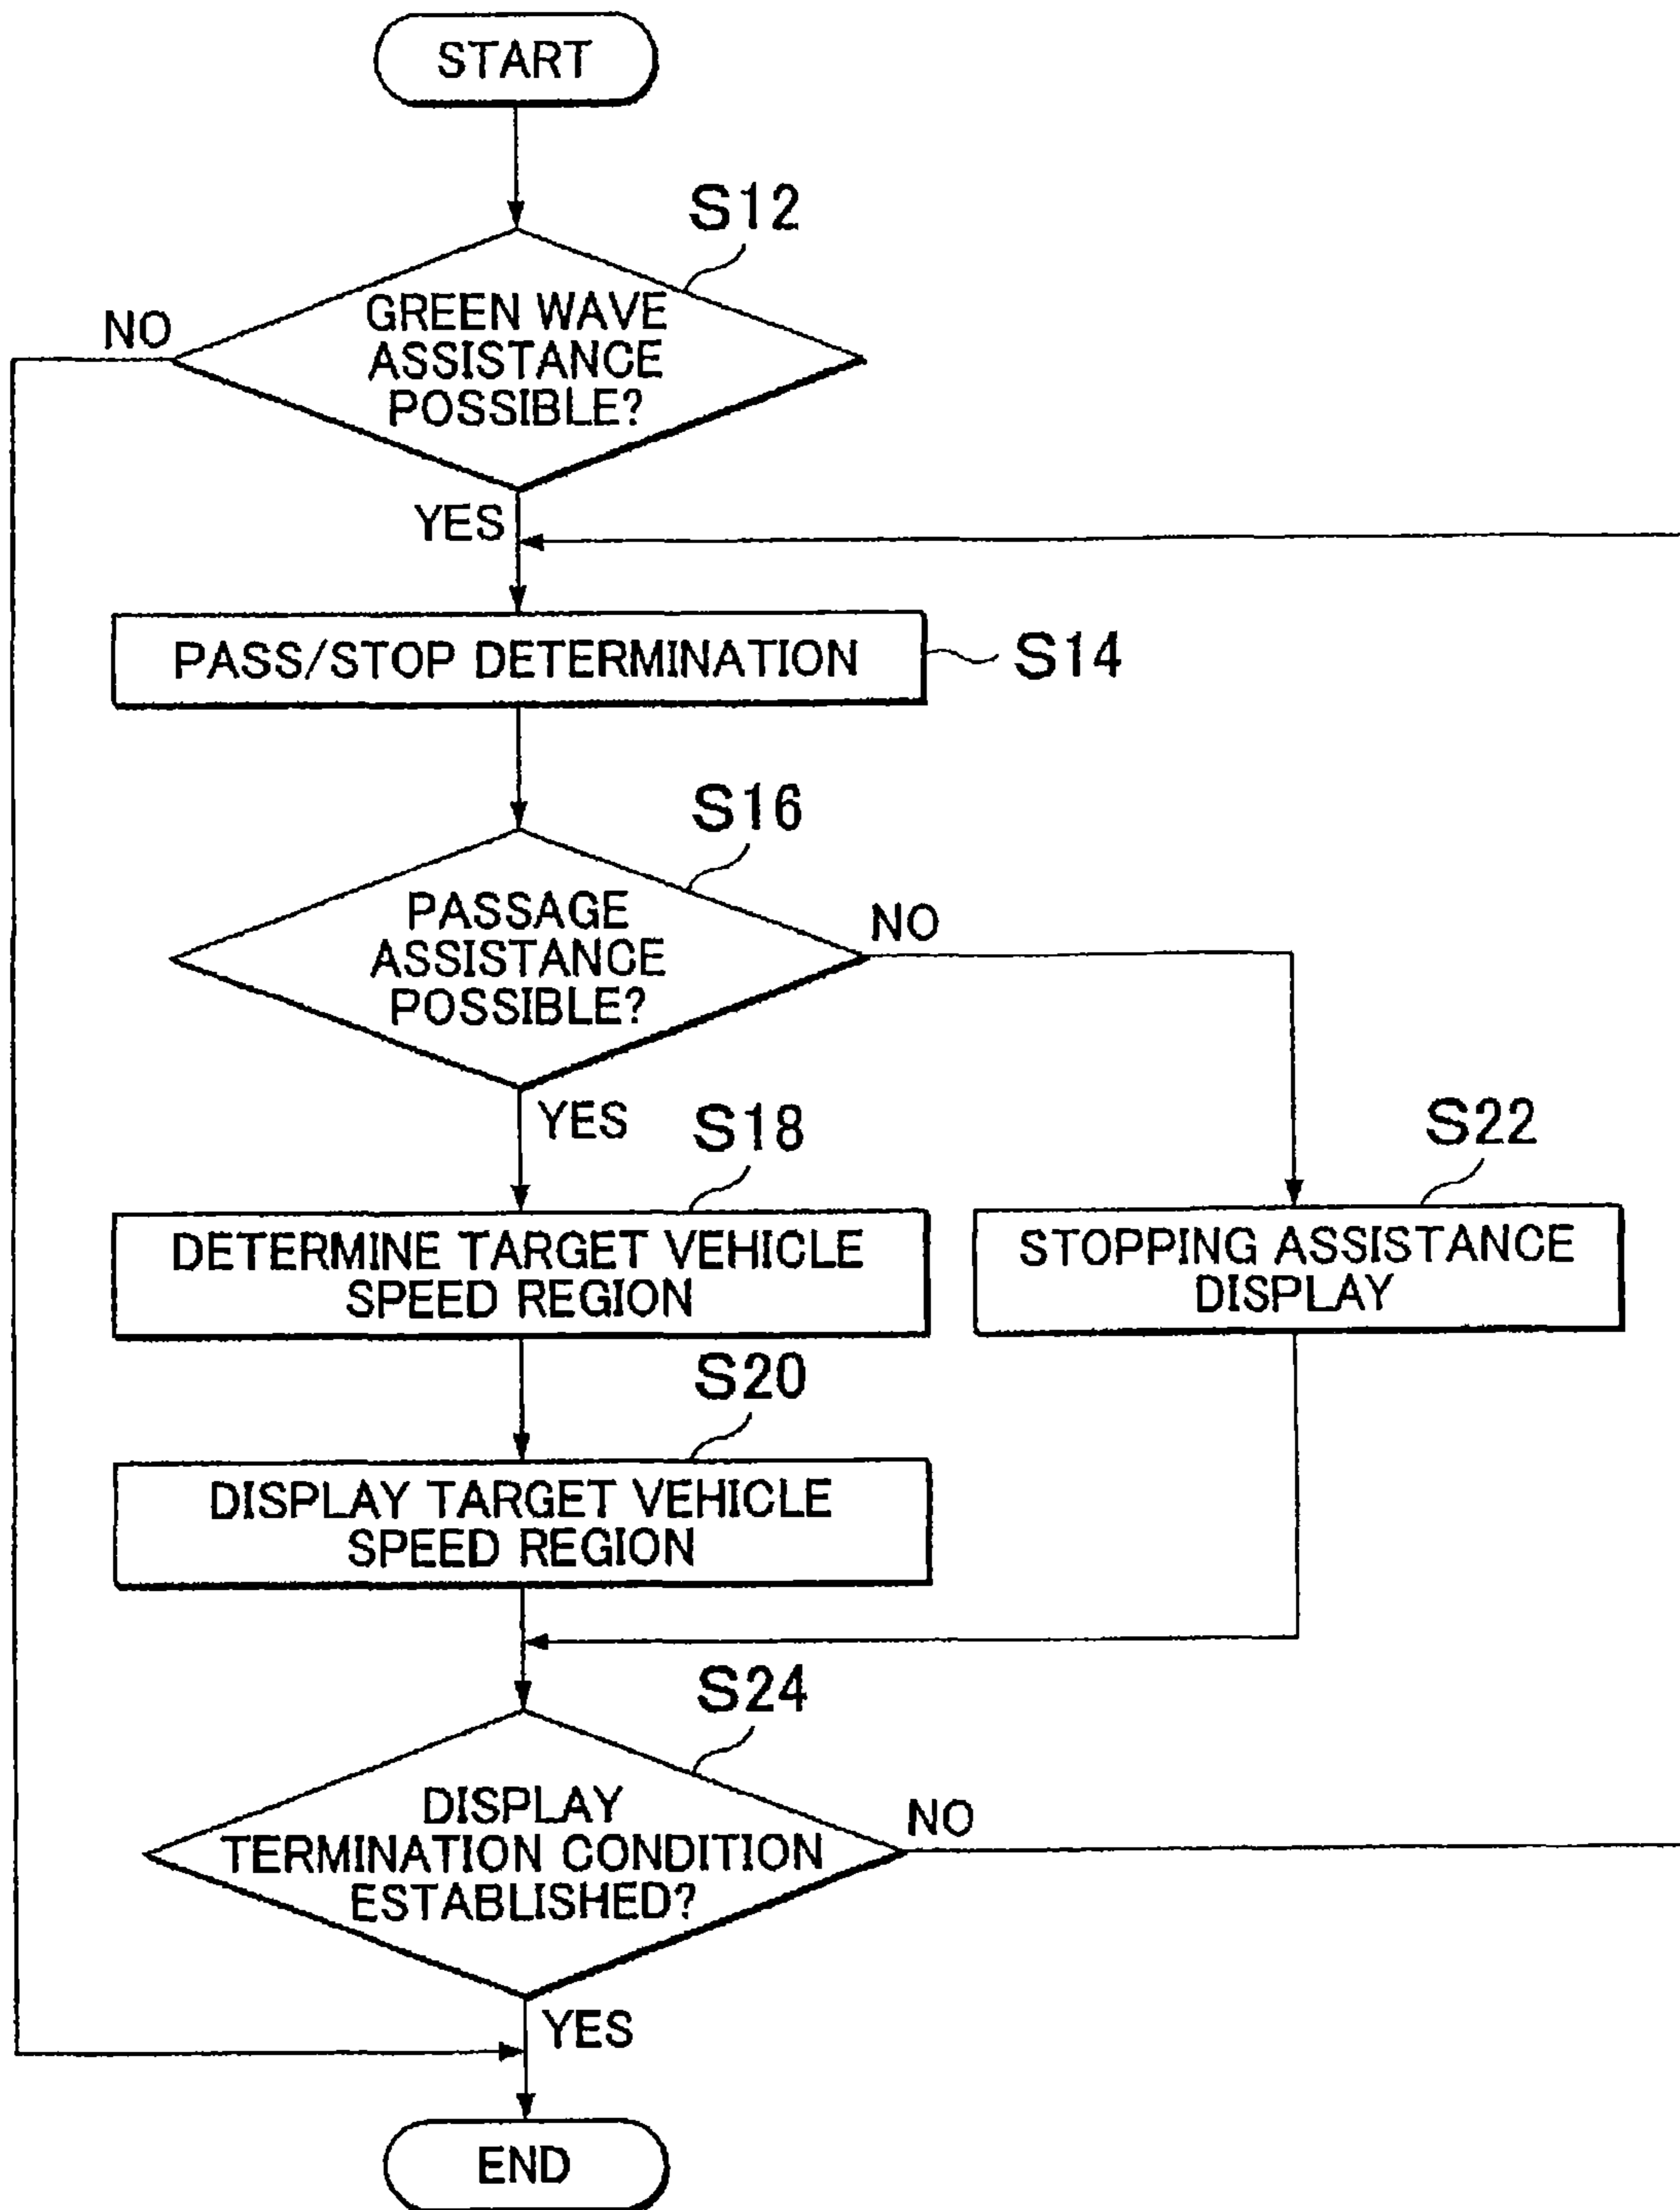 START
S12
GREEN WAVE
ASSISTANCE
POSSIBLE?
NO
YES
PASS/STOP DETERMINATION
S14
S16
PASSAGE
ASSISTANCE
POSSIBLE?
NO
YES
S18
DETERMINE TARGET VEHICLE
SPEED REGION
S22
STOPPING ASSISTANCE
DISPLAY
S20
DISPLAY TARGET VEHICLE
SPEED REGION
S24
DISPLAY
TERMINATION CONDITION
ESTABLISHED?
NO
YES
END